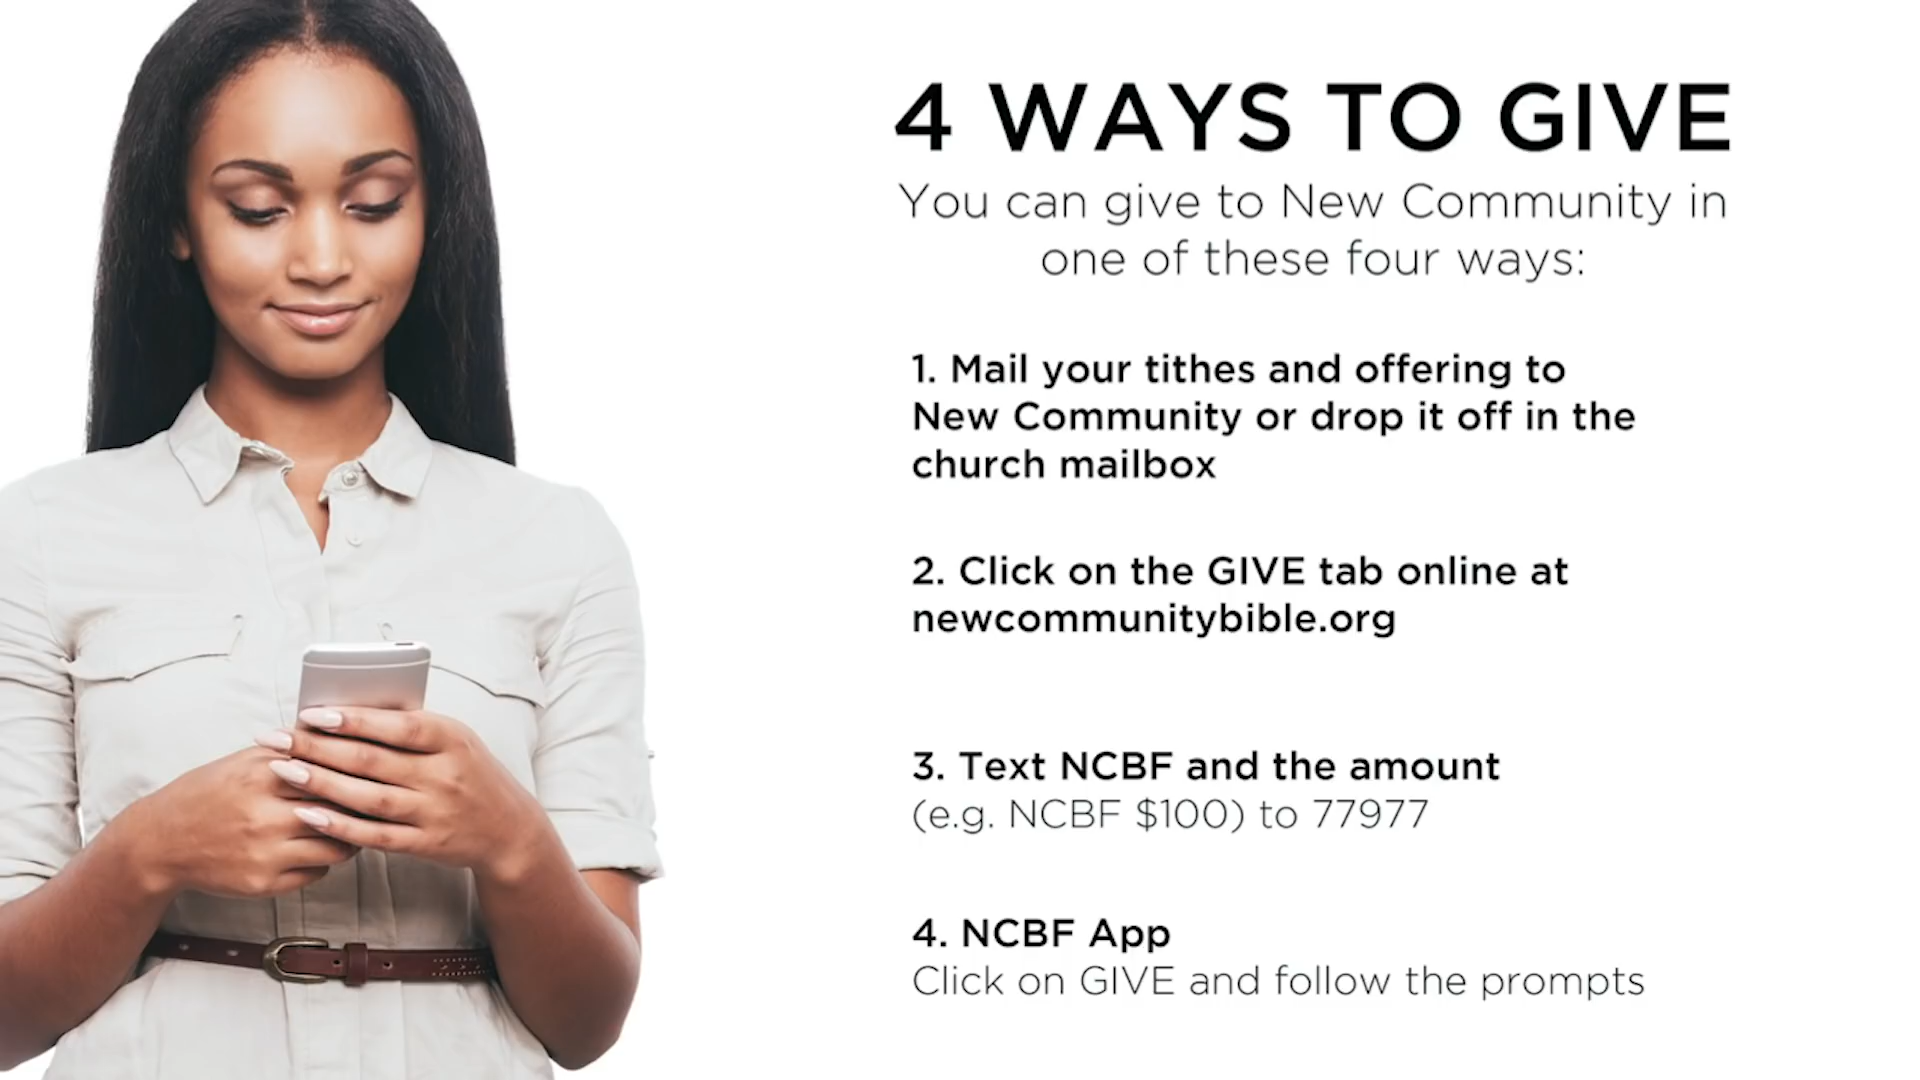 4 WAYS TO GIVE
You can give to New Community in
one of these four ways:
1. Mail your tithes and offering to
New Community or drop it off in the
church mailbox
2. Click on the GIVE tab online at
newcommunitybible.org
3. Text NCBF and the amount
(e.g. NCBF $100) to 77977
4. NCBF App
Click on GIVE and follow the prompts